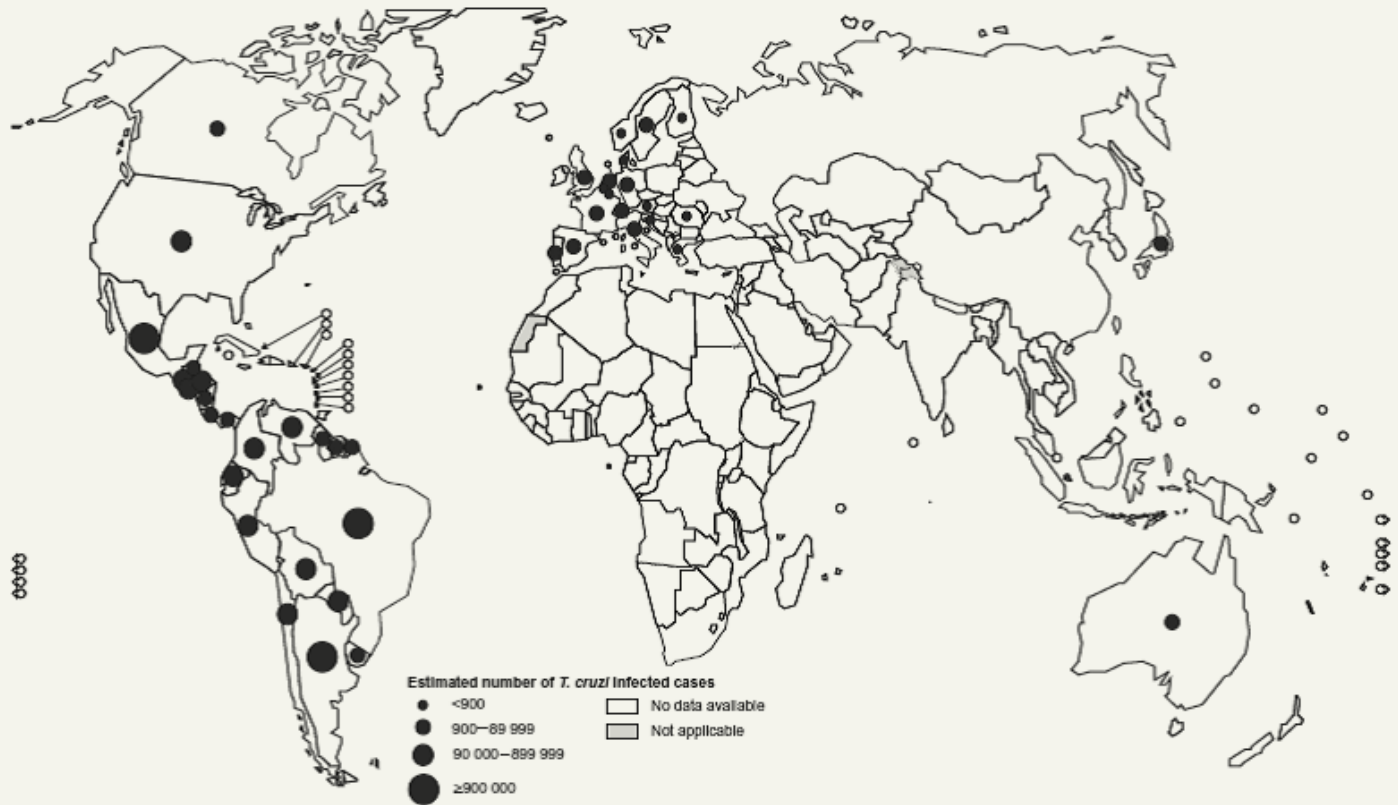 Estimated number of T. cruzi infected cases
<900
900–89 999
90 000–899 999
≥900 000
No data available
Not applicable